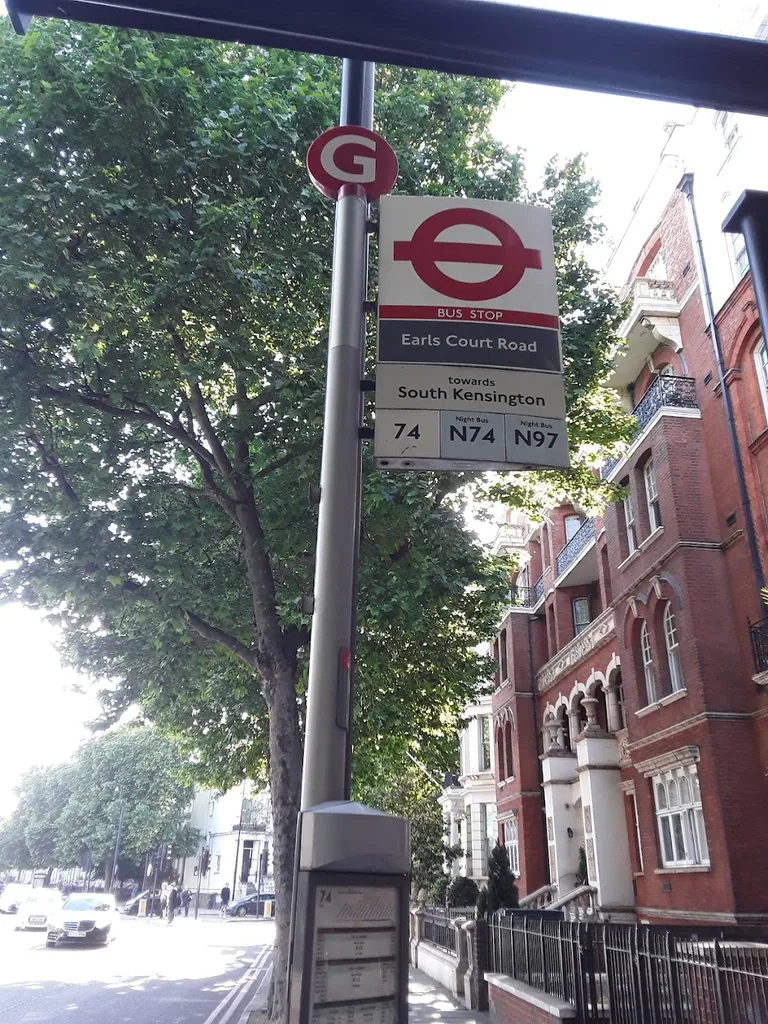 G
BUS STOP
Earls Court Road
towards
South Kensington
74
Night Bus
N74
Night Bus
N97
74